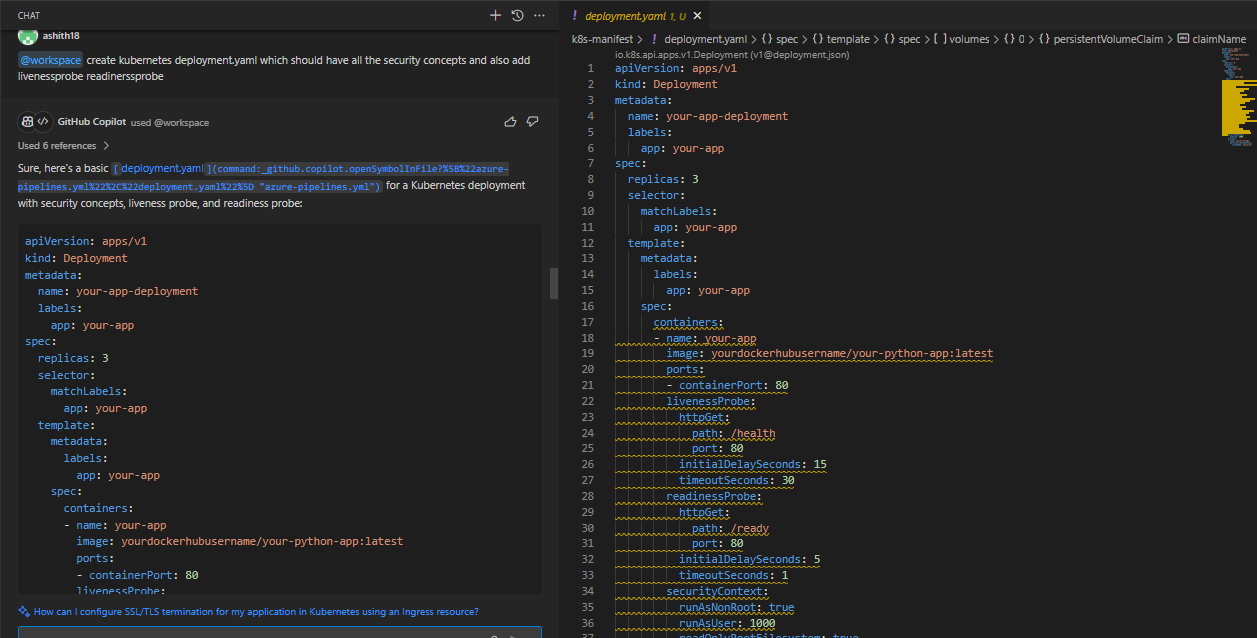 CHAT
ashith18
@workspace create kubernetes deployment.yaml which should have all the security concepts and also add
livenessprobe readinerssprobe
GitHub Copilot used @workspace
Used 6 references
Sure, here's a basic [ deployment.yaml ](command:_github.copilot.openSymbolInFile?%5B%22azure-
pipelines.yml%22%2C%22deployment.yaml%22%5D "azure-pipelines.yml") for a Kubernetes deployment
with security concepts, liveness probe, and readiness probe:
apiVersion: apps/v1
kind: Deployment
metadata:
name: your-app-deployment
labels:
app: your-app
spec:
replicas: 3
selector:
matchLabels:
app: your-app
template:
metadata:
labels:
app: your-app
spec:
containers:
- name: your-app
image: yourdockerhubusername/your-python-app:latest
ports:
- containerPort: 80
livenessProbe:
How can I configure SSL/TLS termination for my application in Kubernetes using an Ingress resource?
! deployment.yaml 1, U
k8s-manifest > ! deployment.yaml > {} spec > {} template > {} spec > [ ] volumes > {} 0 > {} persistentVolumeClaim > claimName
io.k8s.api.apps.v1.Deployment (v1@deployment.json)
1 apiVersion: apps/v1
2 kind: Deployment
3 metadata:
4 name: your-app-deployment
5 labels:
6 app: your-app
7 spec:
8 replicas: 3
9 selector:
10 matchLabels:
11 app: your-app
12 template:
13 metadata:
14 labels:
15 app: your-app
16 spec:
17 containers:
18 - name: your-app
19 image: yourdockerhubusername/your-python-app:latest
20 ports:
21 - containerPort: 80
22 livenessProbe:
23 httpGet:
24 path: /health
25 port: 80
26 initialDelaySeconds: 15
27 timeoutSeconds: 30
28 readinessProbe:
29 httpGet:
30 path: /ready
31 port: 80
32 initialDelaySeconds: 5
33 timeoutSeconds: 1
34 securityContext:
35 runAsNonRoot: true
36 runAsUser: 1000
37 readOnlyRootFilesystem: true